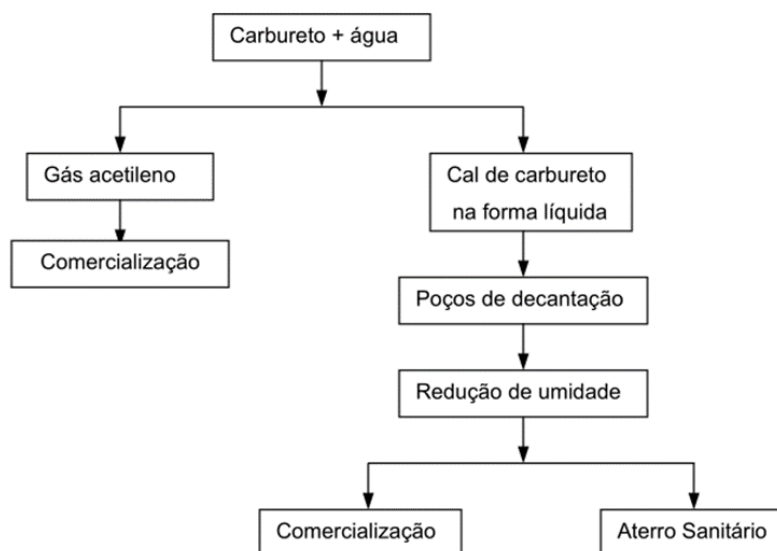 Carbureto + água
Gás acetileno
Cal de carbureto
na forma líquida
Comercialização
Poços de decantação
Redução de umidade
Comercialização
Aterro Sanitário